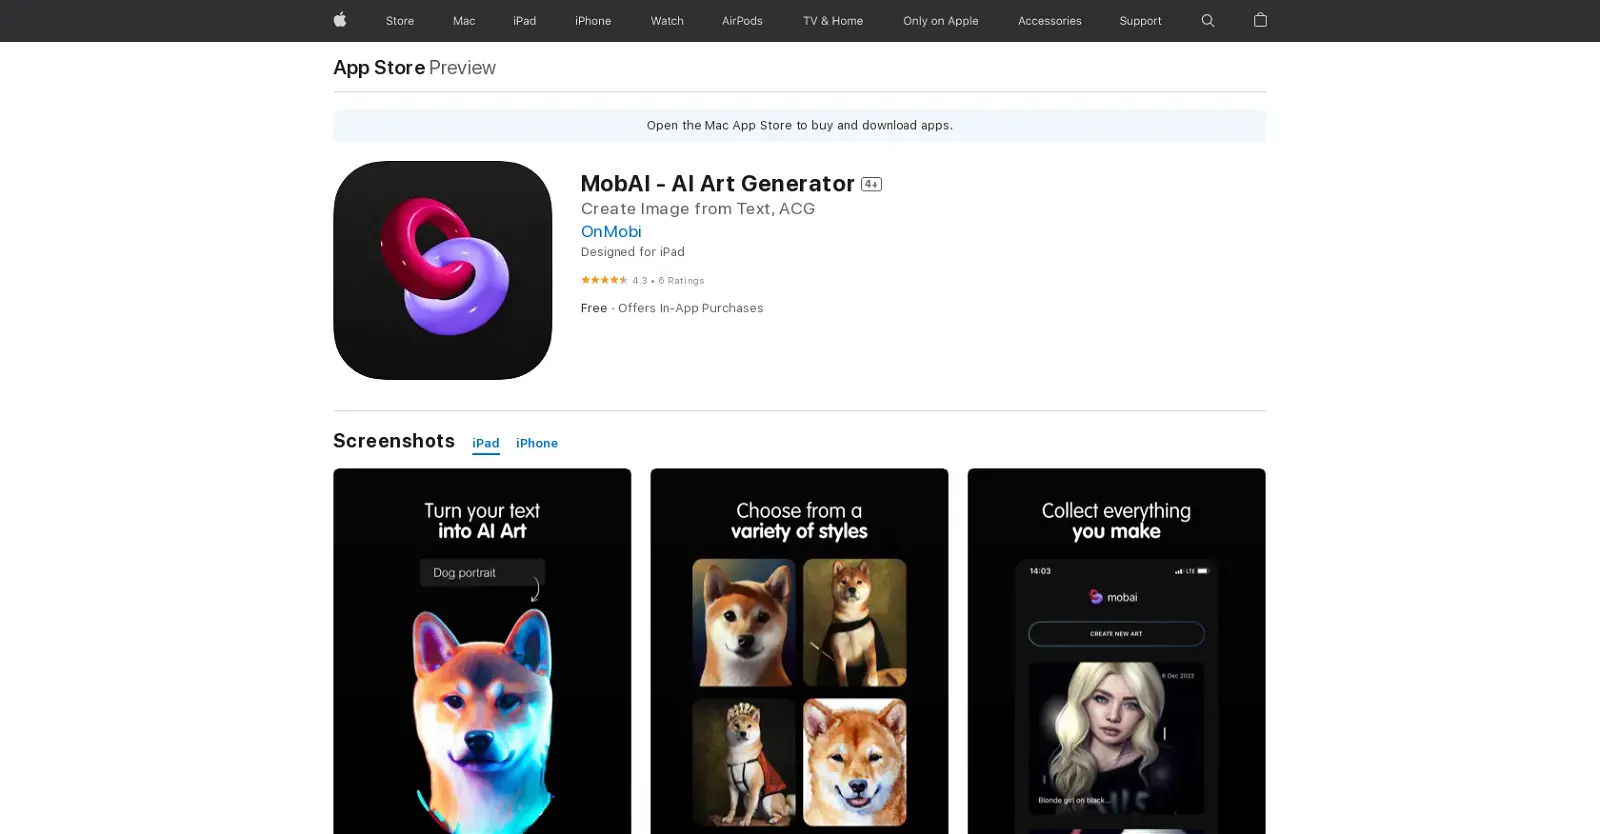 Store Mac iPad iPhone Watch AirPods TV & Home Only on Apple Accessories Support
App Store Preview
Open the Mac App Store to buy and download apps.
MobAI - AI Art Generator 4+
Create Image from Text, ACG
OnMobi
Designed for iPad
4.3 • 6 Ratings
Free · Offers In-App Purchases
Screenshots iPad iPhone
Turn your text
into AI Art
Dog portrait
Choose from a
variety of styles
Collect everything
you make
14:03 LTE
mobai
CREATE NEW ART
6 Dec 2022
Blonde girl on black...